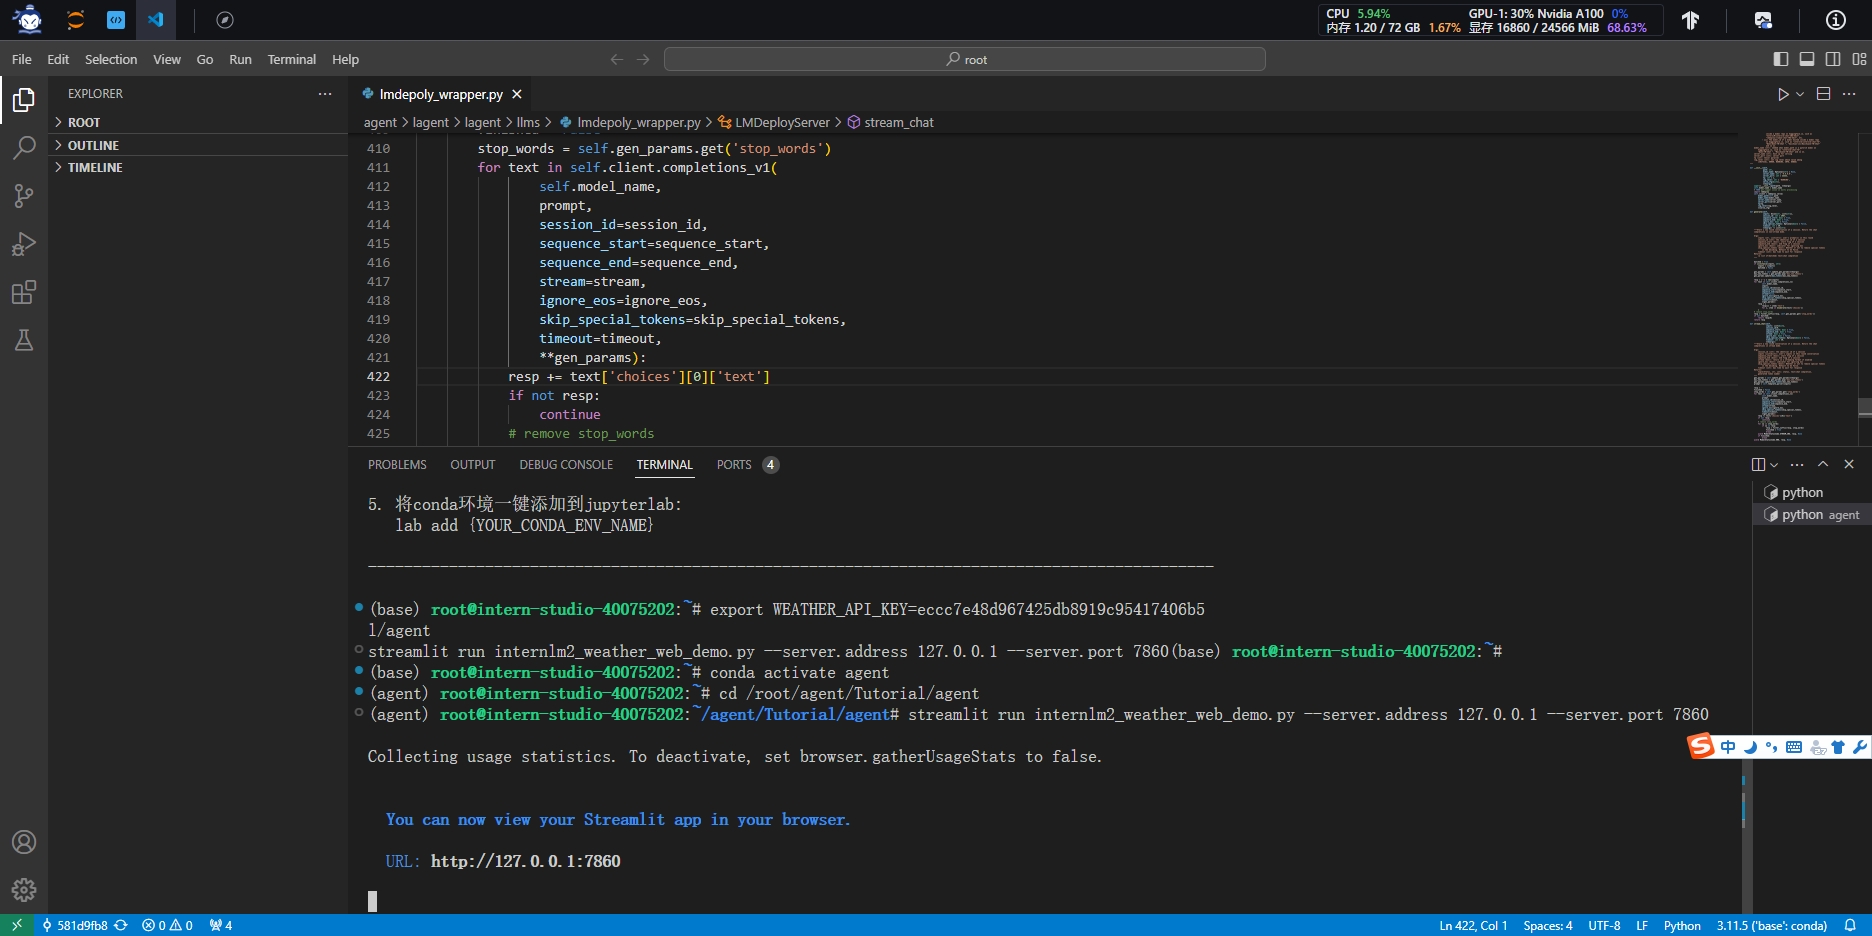 CPU 5.94% GPU-1: 30% Nvidia A100 0%
内存 1.20 / 72 GB 1.67% 显存 16860 / 24566 MiB 68.63%
File Edit Selection View Go Run Terminal Help
root
EXPLORER
ROOT
OUTLINE
TIMELINE
lmdepoly_wrapper.py
agent > lagent > lagent > llms > lmdepoly_wrapper.py > LMDeployServer > stream_chat
410 stop_words = self.gen_params.get('stop_words')
411 for text in self.client.completions_v1(
412 self.model_name,
413 prompt,
414 session_id=session_id,
415 sequence_start=sequence_start,
416 sequence_end=sequence_end,
417 stream=stream,
418 ignore_eos=ignore_eos,
419 skip_special_tokens=skip_special_tokens,
420 timeout=timeout,
421 **gen_params):
422 resp += text['choices'][0]['text']
423 if not resp:
424 continue
425 # remove stop_words
PROBLEMS OUTPUT DEBUG CONSOLE TERMINAL PORTS 4
python
python agent
5. 将conda环境一键添加到jupyterlab:
lab add {YOUR_CONDA_ENV_NAME}
(base) root@intern-studio-40075202:~# export WEATHER_API_KEY=eccc7e48d967425db8919c95417406b5
l/agent
streamlit run internlm2_weather_web_demo.py --server.address 127.0.0.1 --server.port 7860(base) root@intern-studio-40075202:~#
(base) root@intern-studio-40075202:~# conda activate agent
(agent) root@intern-studio-40075202:~# cd /root/agent/Tutorial/agent
(agent) root@intern-studio-40075202:~/agent/Tutorial/agent# streamlit run internlm2_weather_web_demo.py --server.address 127.0.0.1 --server.port 7860
中
Collecting usage statistics. To deactivate, set browser.gatherUsageStats to false.
You can now view your Streamlit app in your browser.
URL: http://127.0.0.1:7860
581d9fb8 0 0 4 Ln 422, Col 1 Spaces: 4 UTF-8 LF Python 3.11.5 ('base': conda)